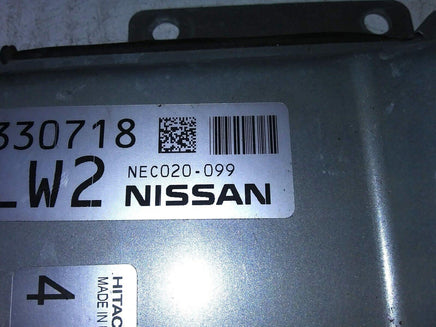 330718
LW2 NEC020-099
NISSAN
4
HITAC
MADE IN